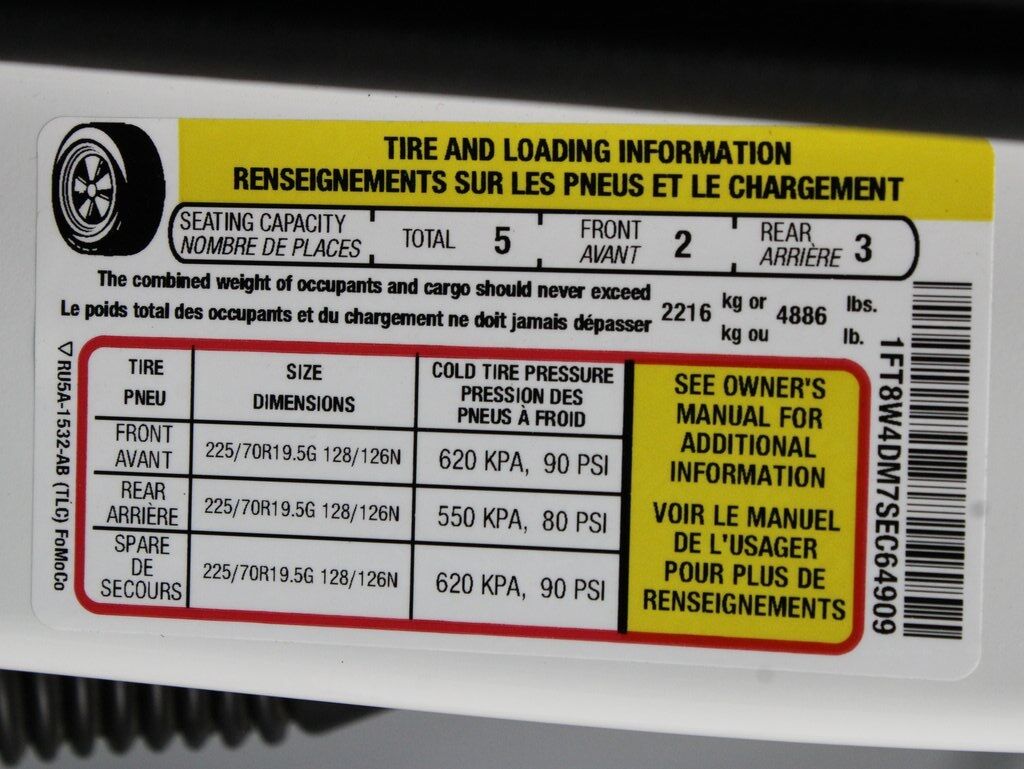 TIRE AND LOADING INFORMATION
RENSEIGNEMENTS SUR LES PNEUS ET LE CHARGEMENT
SEATING CAPACITY
NOMBRE DE PLACES
TOTAL 5
FRONT
AVANT
2
REAR
ARRIÈRE
3
The combined weight of occupants and cargo should never exceed
Le poids total des occupants et du chargement ne doit jamais dépasser
2216
kg or
kg ou
4886
lbs.
lb.
TIRE
PNEU
SIZE
DIMENSIONS
COLD TIRE PRESSURE
PRESSION DES
PNEUS À FROID
FRONT
AVANT
225/70R19.5G 128/126N
620 KPA, 90 PSI
REAR
ARRIÈRE
225/70R19.5G 128/126N
550 KPA, 80 PSI
SPARE
DE
SECOURS
225/70R19.5G 128/126N
620 KPA, 90 PSI
SEE OWNER'S
MANUAL FOR
ADDITIONAL
INFORMATION
VOIR LE MANUEL
DE L'USAGER
POUR PLUS DE
RENSEIGNEMENTS
▽RU5A-1532-AB (TLC) FoMoCo
1FT8W4DM7SEC64909